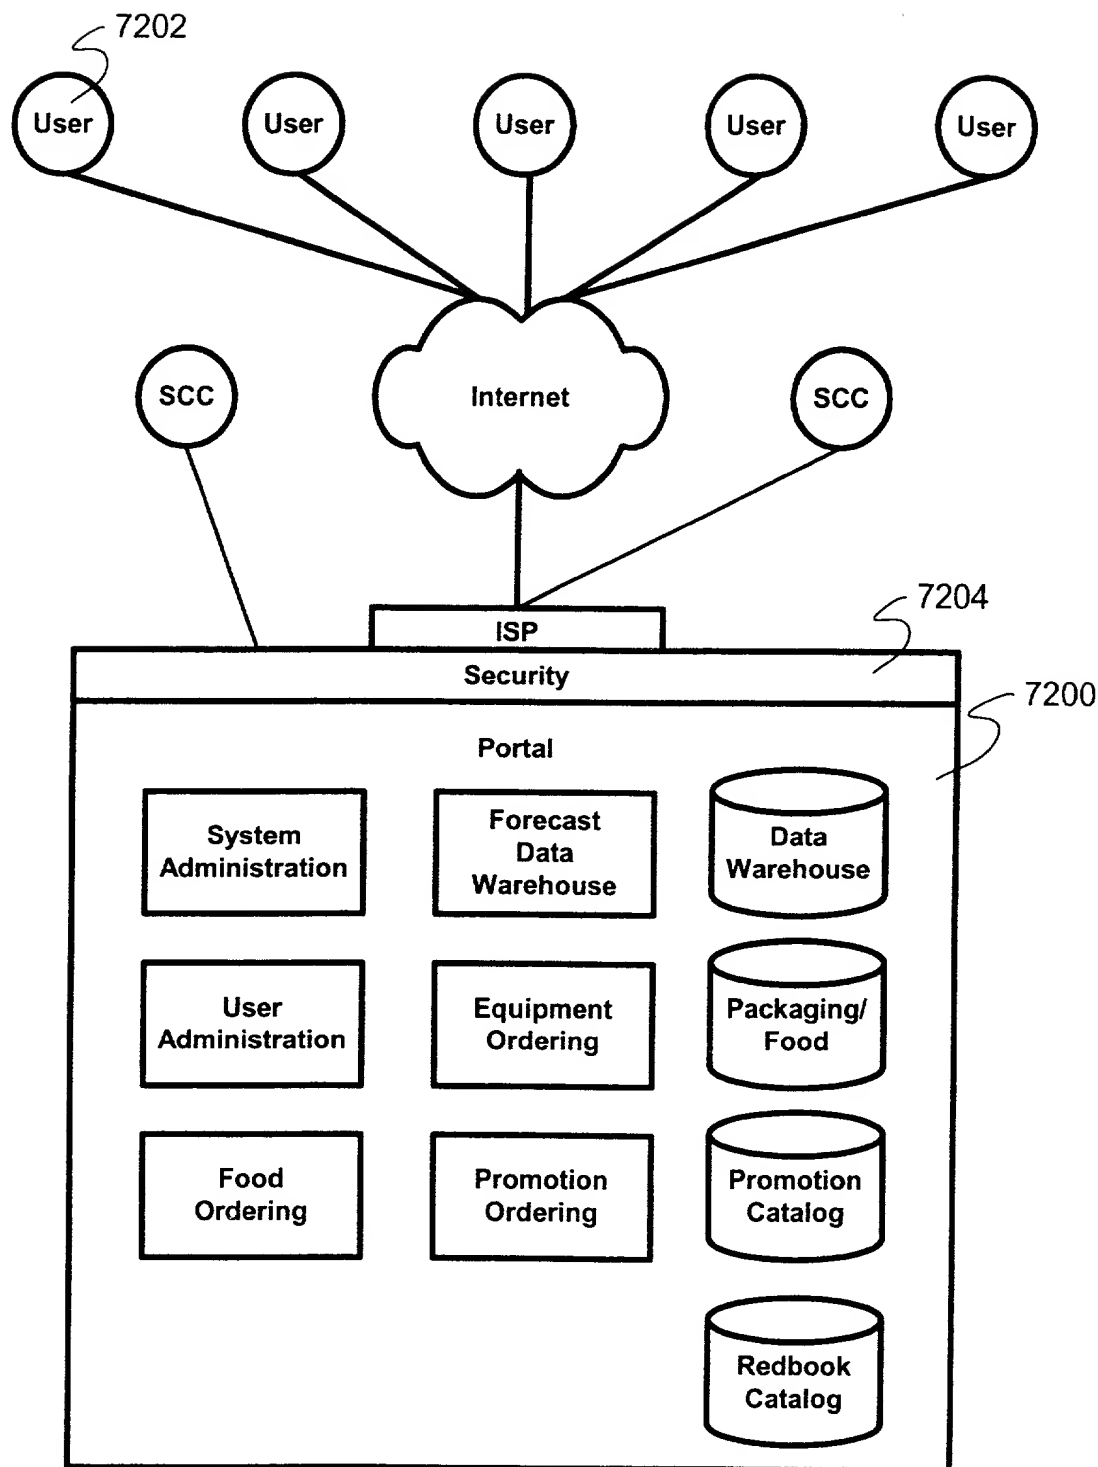 7202
User
User
User
User
User
SCC
Internet
SCC
7204
ISP
Security
7200
Portal
System
Administration
Forecast
Data
Warehouse
Data
Warehouse
User
Administration
Equipment
Ordering
Packaging/
Food
Food
Ordering
Promotion
Ordering
Promotion
Catalog
Redbook
Catalog